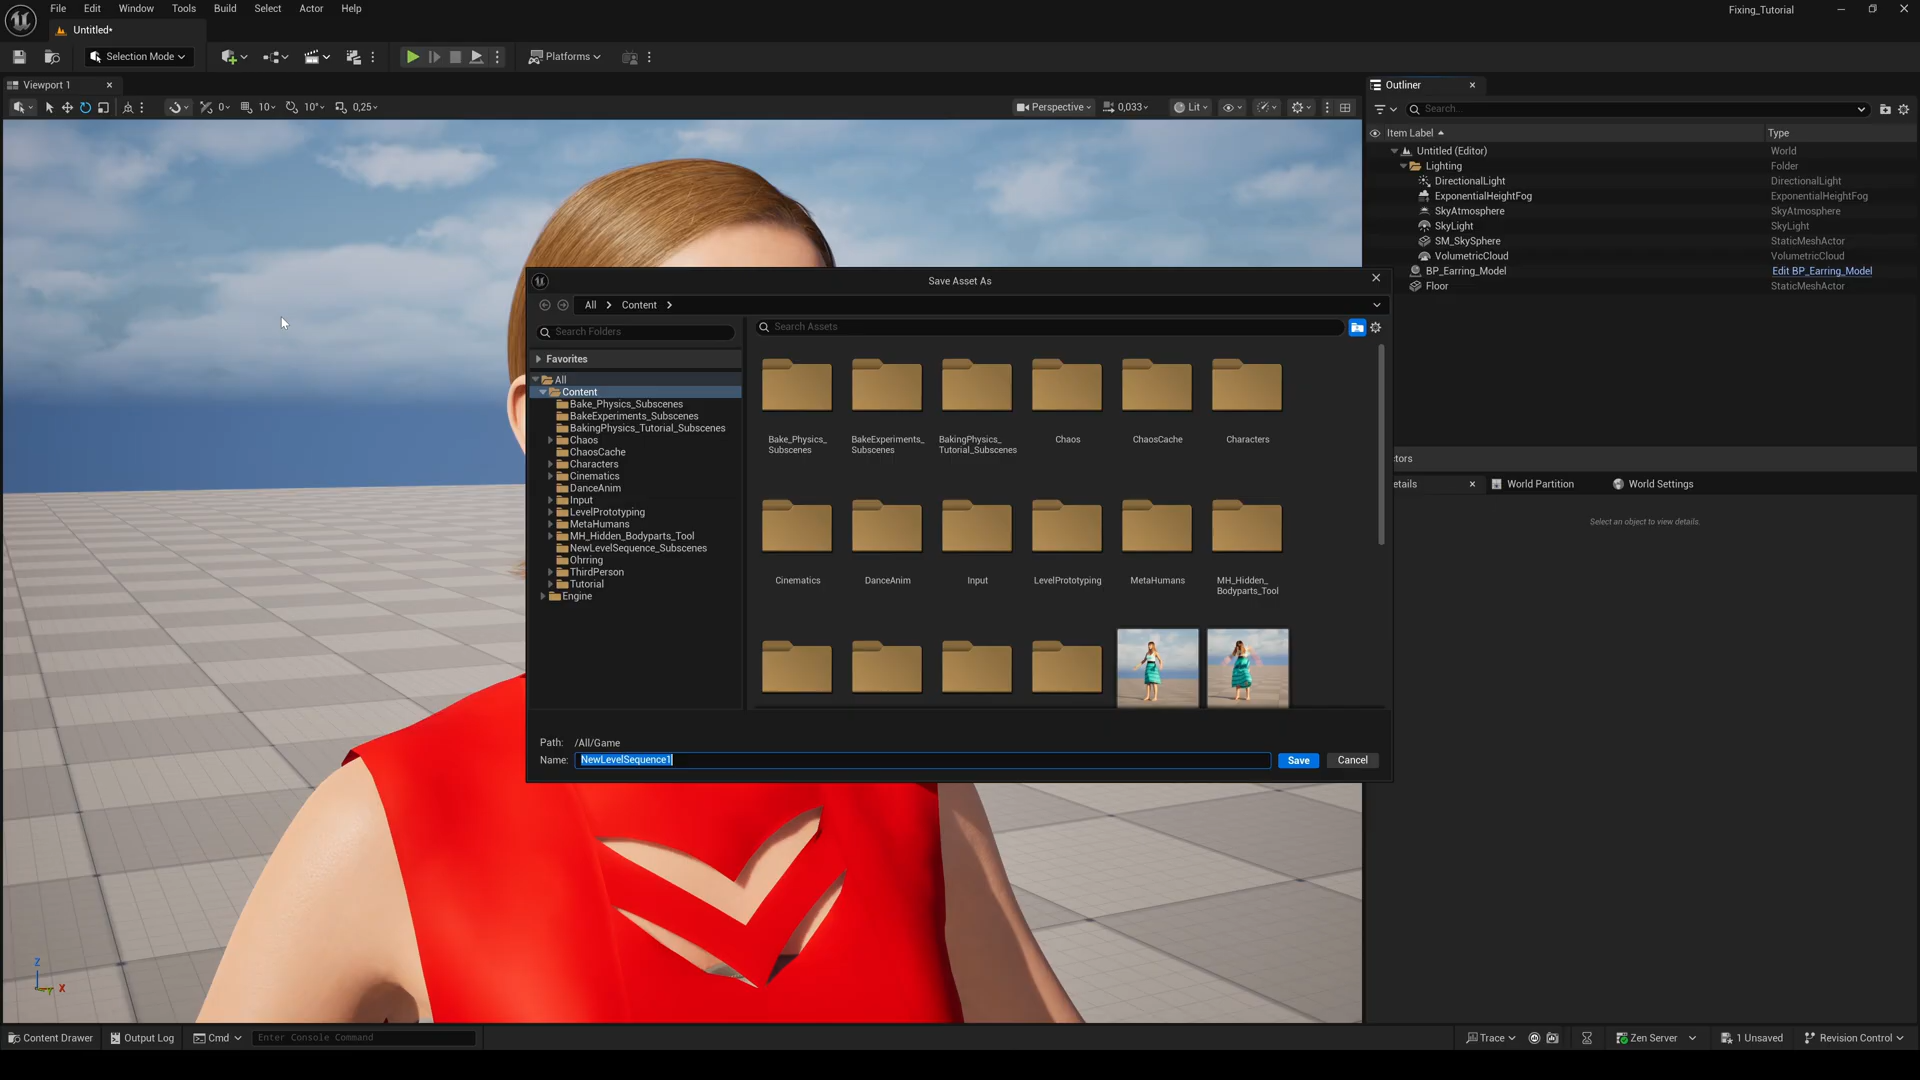 File Edit Window Tools Build Select Actor Help
Fixing_Tutorial
Untitled*
Selection Mode
Platforms
Viewport 1
0
10
10°
0,25
Perspective
0,033
Lit
Outliner
Search...
Item Label
Type
Untitled (Editor)
World
Lighting
Folder
DirectionalLight
DirectionalLight
ExponentialHeightFog
ExponentialHeightFog
SkyAtmosphere
SkyAtmosphere
SkyLight
SkyLight
SM_SkySphere
StaticMeshActor
VolumetricCloud
VolumetricCloud
BP_Earring_Model
Edit BP_Earring_Model
Floor
StaticMeshActor
tors
etails
World Partition
World Settings
Select an object to view details.
Save Asset As
All
Content
Search Folders
Search Assets
Favorites
All
Content
Bake_Physics_Subscenes
BakeExperiments_Subscenes
BakingPhysics_Tutorial_Subscenes
Chaos
ChaosCache
Characters
Cinematics
DanceAnim
Input
LevelPrototyping
MetaHumans
MH_Hidden_Bodyparts_Tool
NewLevelSequence_Subscenes
Ohrring
ThirdPerson
Tutorial
Engine
Bake_Physics_
Subscenes
BakeExperiments_
Subscenes
BakingPhysics_
Tutorial_Subscenes
Chaos
ChaosCache
Characters
Cinematics
DanceAnim
Input
LevelPrototyping
MetaHumans
MH_Hidden_
Bodyparts_Tool
Path: /All/Game
Name: NewLevelSequence1
Save
Cancel
Z
Y
X
Content Drawer
Output Log
Cmd
Enter Console Command
Trace
Zen Server
1 Unsaved
Revision Control